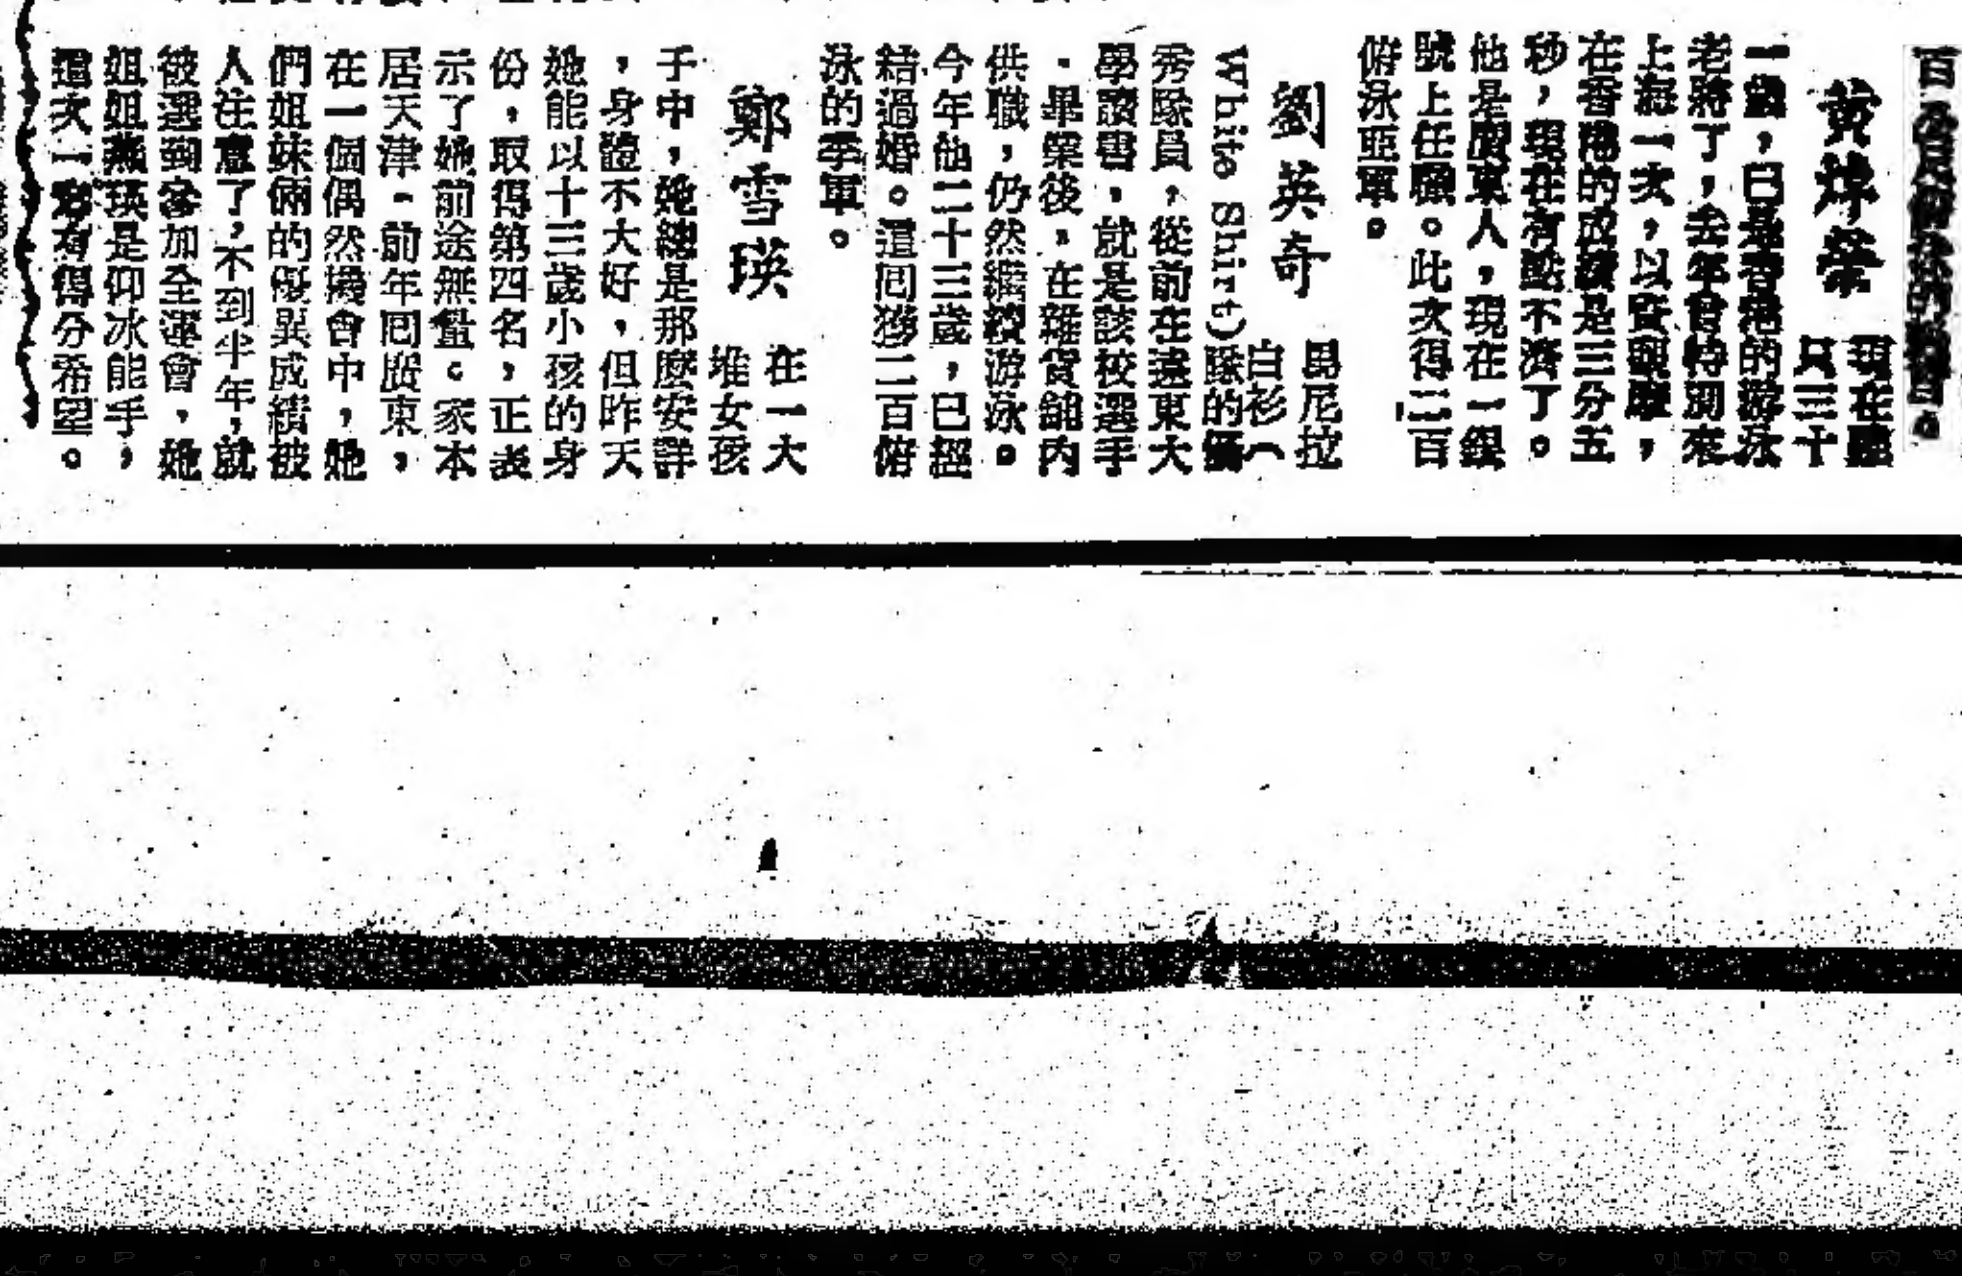 黃焯榮
現在雖
只三十
一歲，已是香港的游泳
老將了，去年曾特別來
上海一次，以資觀摩，
在香港的成績是三分五
秒，現在有點不濟了。
他是廣東人，現在一銀
號上任職。此次得二百
俯泳亞軍。
劉英奇
馬尼拉
白衫（
White Shirt)隊的優
秀隊員，從前在遠東大
學讀書，就是該校選手
，畢業後，在雜貨舖內
供職，仍然繼續游泳。
今年他二十三歲，已經
結過婚。這囘獲二百俯
泳的季軍。
鄭雪瑛
在一大
堆女孩
子中，她總是那麼安詳
，身體不大好，但昨天
她能以十三歲小孩的身
份，取得第四名，正表
示了她前途無量。家本
居天津，前年囘廣東，
在一個偶然機會中，她
們姐妹倆的優異成績被
人注意了，不到半年，就
被選到參加全運會，她
姐姐燕瑛是仰冰能手，
這次一定有得分希望。